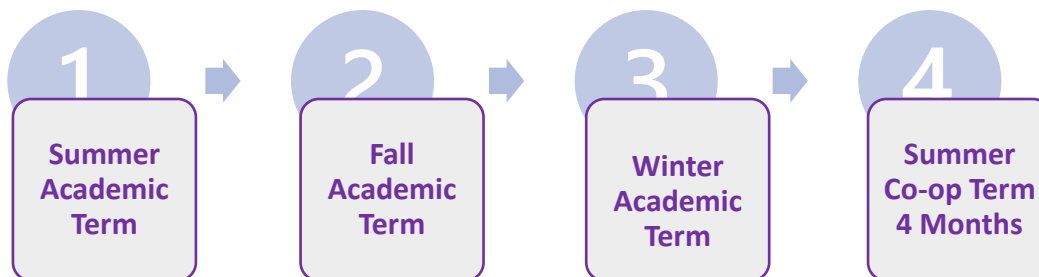 1
Summer
Academic
Term
2
Fall
Academic
Term
3
Winter
Academic
Term
4
Summer
Co-op Term
4 Months